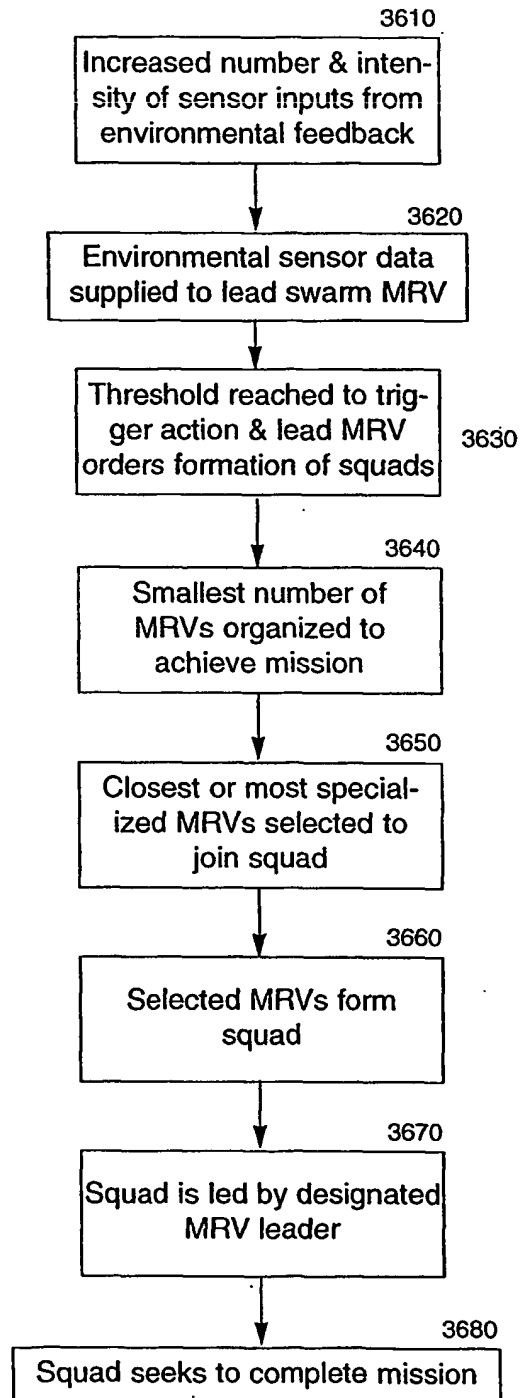 3610
Increased number & inten-
sity of sensor inputs from
environmental feedback
3620
Environmental sensor data
supplied to lead swarm MRV
Threshold reached to trig-
ger action & lead MRV
orders formation of squads
3630
3640
Smallest number of
MRVs organized to
achieve mission
3650
Closest or most special-
ized MRVs selected to
join squad
3660
Selected MRVs form
squad
3670
Squad is led by designated
MRV leader
3680
Squad seeks to complete mission